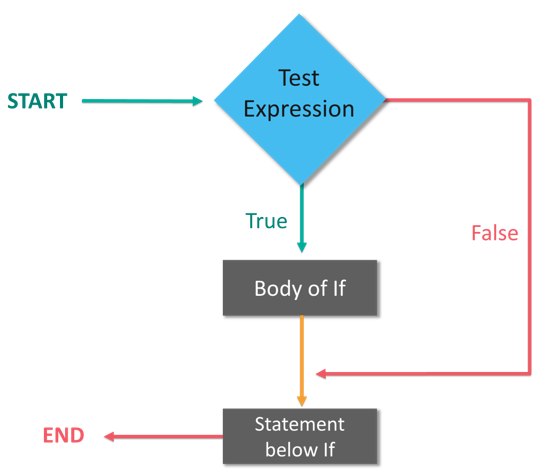 START
Test
Expression
True
False
Body of If
Statement
below If
END